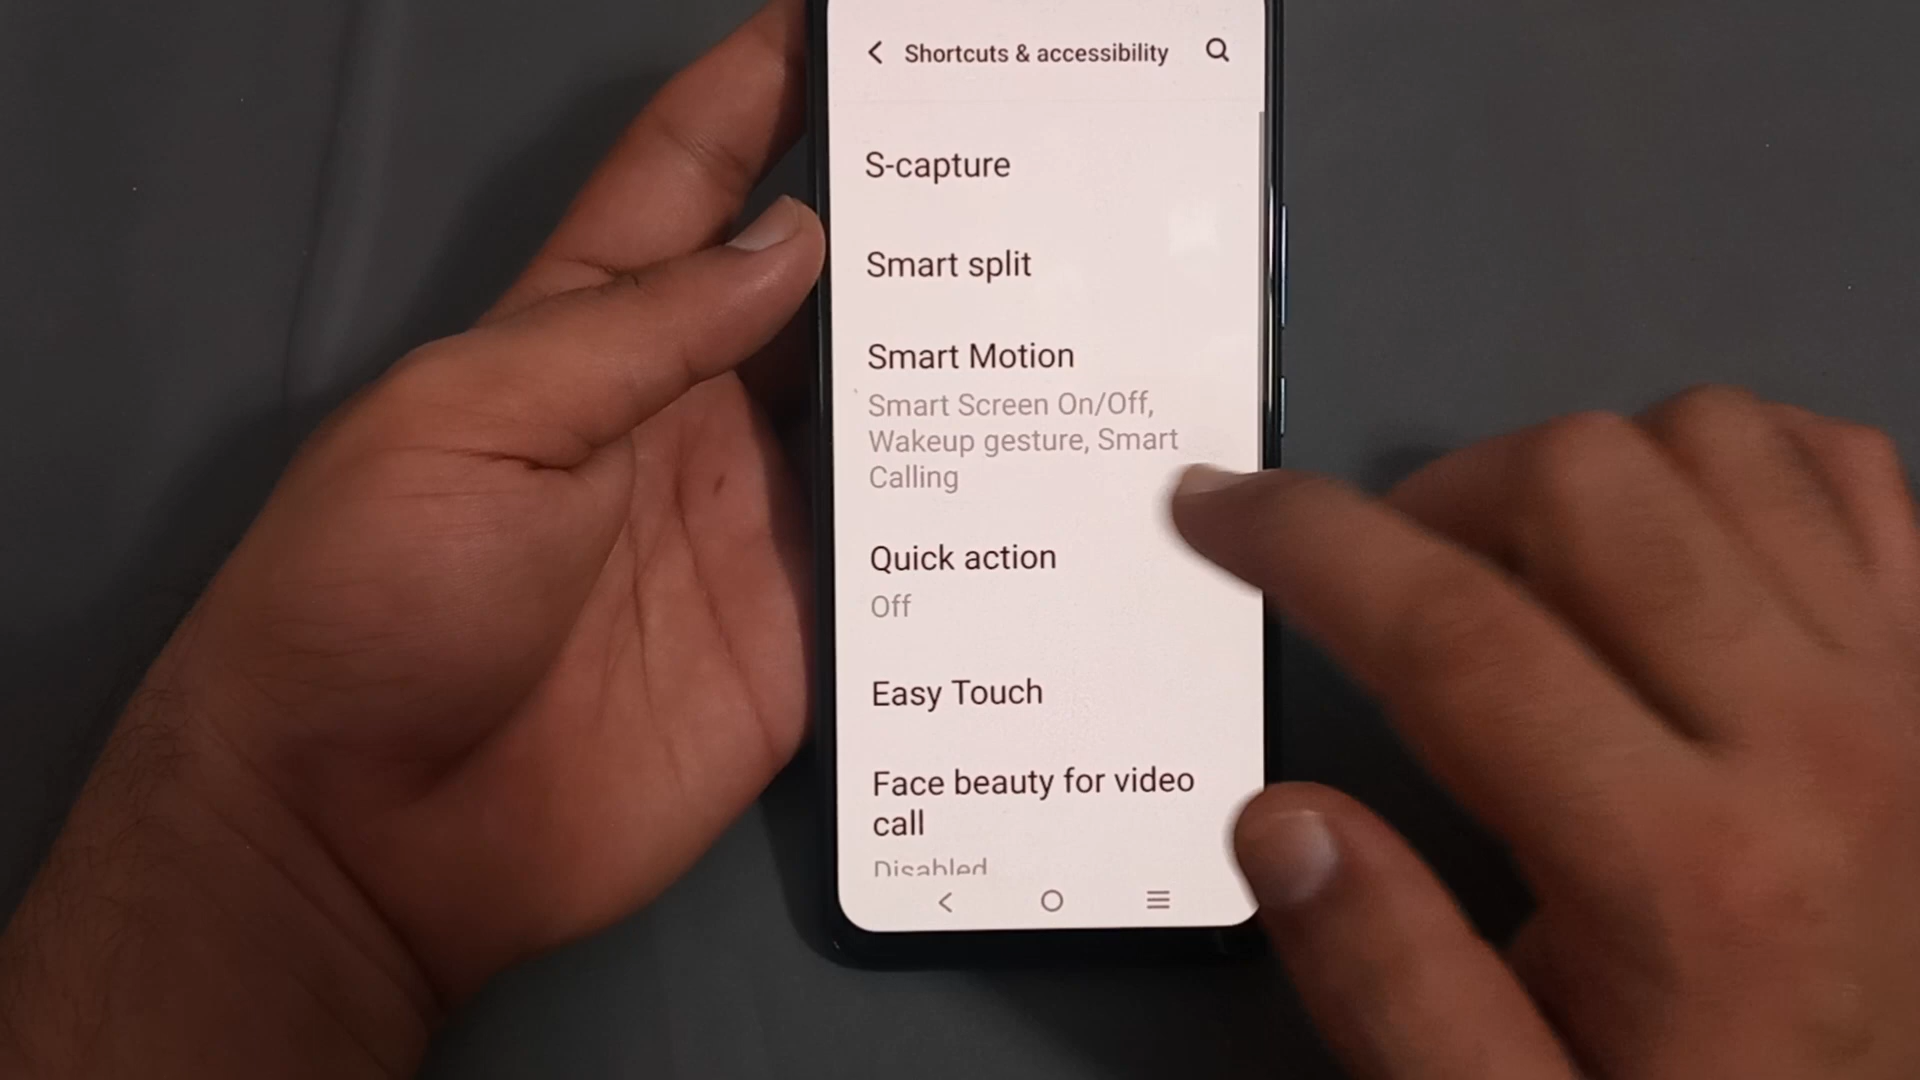 Shortcuts & accessibility
S-capture
Smart split
Smart Motion
Smart Screen On/Off,
Wakeup gesture, Smart
Calling
Quick action
Off
Easy Touch
Face beauty for video
call
Disabled